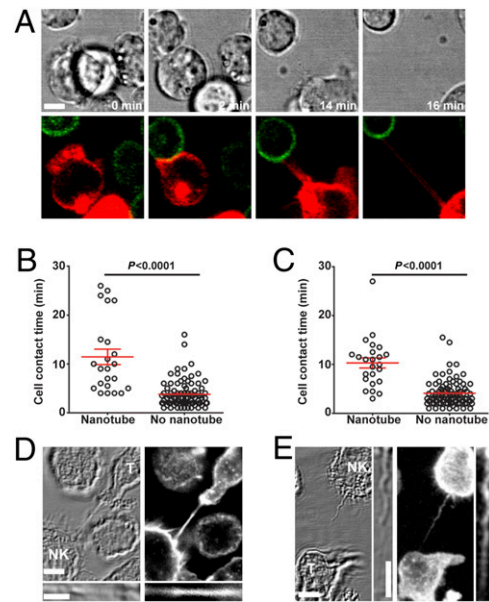 A
0 min
2 min
14 min
16 min
B
P<0.0001
Cell contact time (min)
30
20
10
0
Nanotube
No nanotube
C
P<0.0001
Cell contact time (min)
30
20
10
0
Nanotube
No nanotube
D
T
NK
E
NK
T